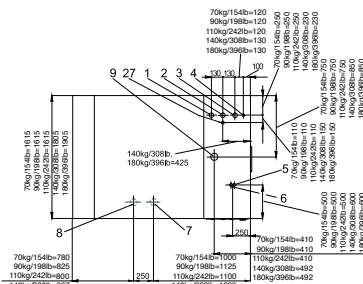 70kg/154lb=120
90kg/198lb=120
110kg/242lb=120
140kg/308lb=130
180kg/396lb=130
9 27 1 2 3 4
130 130 100
70kg/154lb=250
90kg/198lb=250
110kg/242lb=250
140kg/308lb=230
180kg/396lb=230
70kg/154lb=750
90kg/198lb=750
110kg/242lb=750
140kg/308lb=850
180kg/396lb=850
70kg/154lb=1615
90kg/198lb=1615
110kg/242lb=1615
140kg/308lb=1805
180kg/396lb=1905
140kg/308lb,
180kg/396lb=425
70kg/154lb=110
90kg/198lb=110
110kg/242lb=110
140kg/308lb=150
180kg/396lb=150
5
6
70kg/154lb=500
90kg/198lb=500
110kg/242lb=500
140kg/308lb=600
8
7
250
70kg/154lb=780
90kg/198lb=825
110kg/242lb=800
250
70kg/154lb=1000
90kg/198lb=1125
110kg/242lb=1100
70kg/154lb=410
90kg/198lb=410
110kg/242lb=410
140kg/308lb=492
180kg/396lb=492